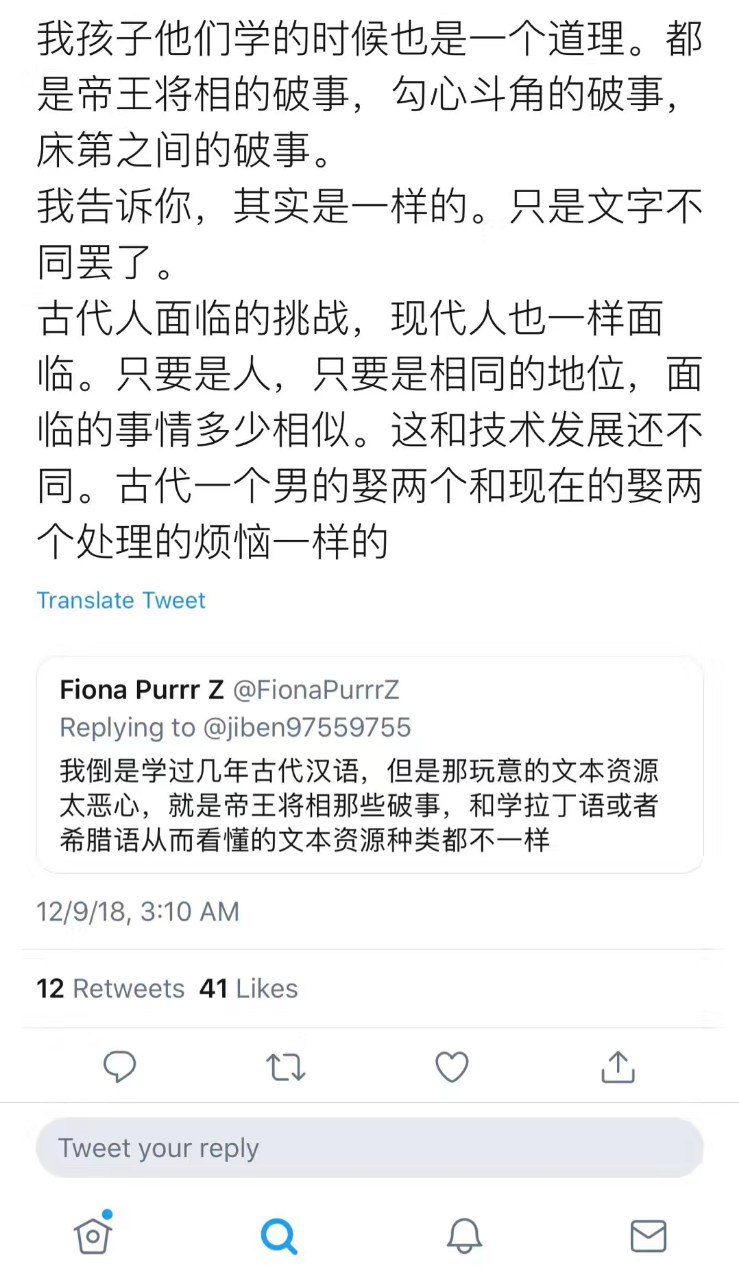 我孩子他们学的时候也是一个道理。都
是帝王将相的破事，勾心斗角的破事，
床第之间的破事。
我告诉你，其实是一样的。只是文字不
同罢了。
古代人面临的挑战，现代人也一样面
临。只要是人，只要是相同的地位，面
临的事情多少相似。这和技术发展还不
同。古代一个男的娶两个和现在的娶两
个处理的烦恼一样的
Translate Tweet
Fiona Purrr Z @FionaPurrrZ
Replying to @jiben97559755
我倒是学过几年古代汉语，但是那玩意的文本资源
太恶心，就是帝王将相那些破事，和学拉丁语或者
希腊语从而看懂的文本资源种类都不一样
12/9/18, 3:10 AM
12 Retweets 41 Likes
Tweet your reply